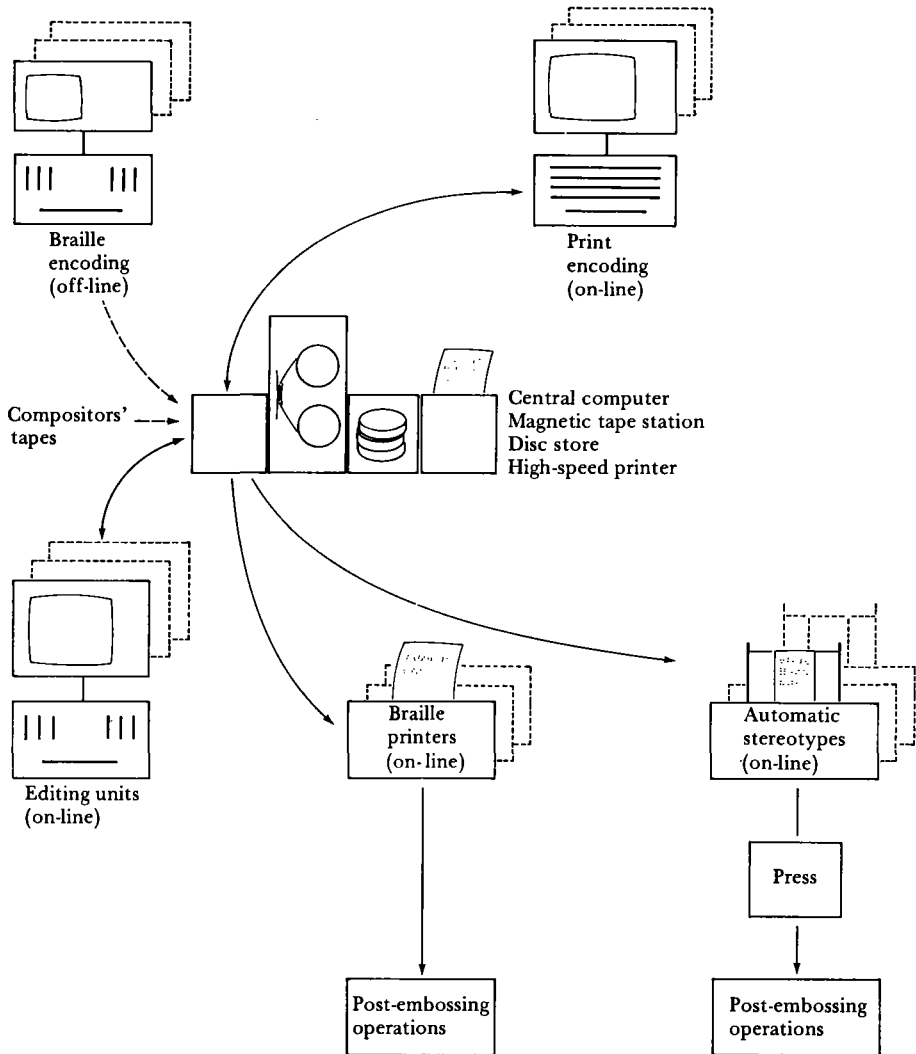 Braille
encoding
(off-line)
Print
encoding
(on-line)
Compositors'
tapes
Central computer
Magnetic tape station
Disc store
High-speed printer
Editing units
(on-line)
Braille
printers
(on-line)
Automatic
stereotypes
(on-line)
Press
Post-embossing
operations
Post-embossing
operations